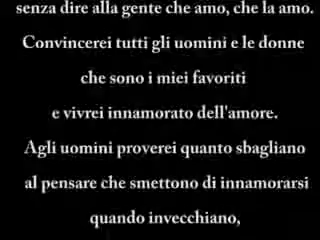 senza dire alla gente che amo, che la amo.
Convincerei tutti gli uomini e le donne
che sono i miei favoriti
e vivrei innamorato dell'amore.
Agli uomini proverei quanto sbagliano
al pensare che smettono di innamorarsi
quando invecchiano,